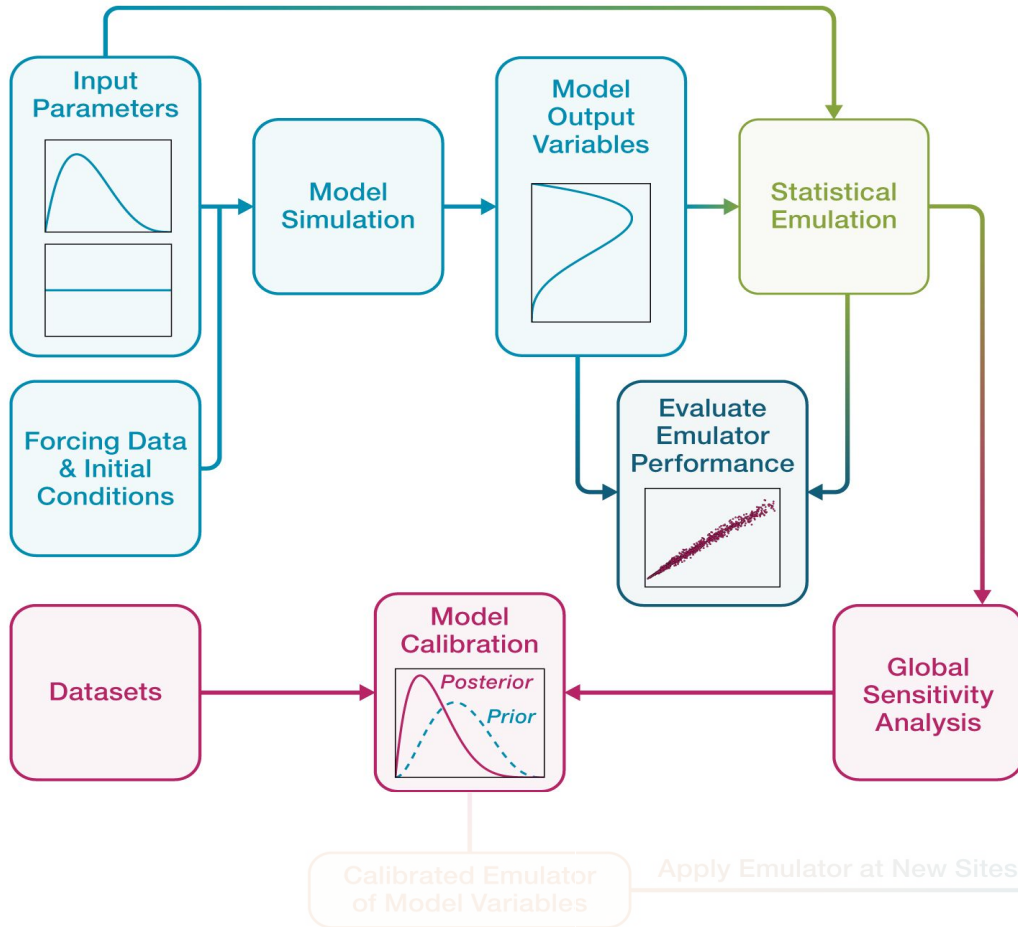 Input
Parameters
Model
Simulation
Model
Output
Variables
Statistical
Emulation
Forcing Data
& Initial
Conditions
Evaluate
Emulator
Performance
Datasets
Model
Calibration
Posterior
Prior
Global
Sensitivity
Analysis
Calibrated Emulator
of Model Variables
Apply Emulator at New Sites